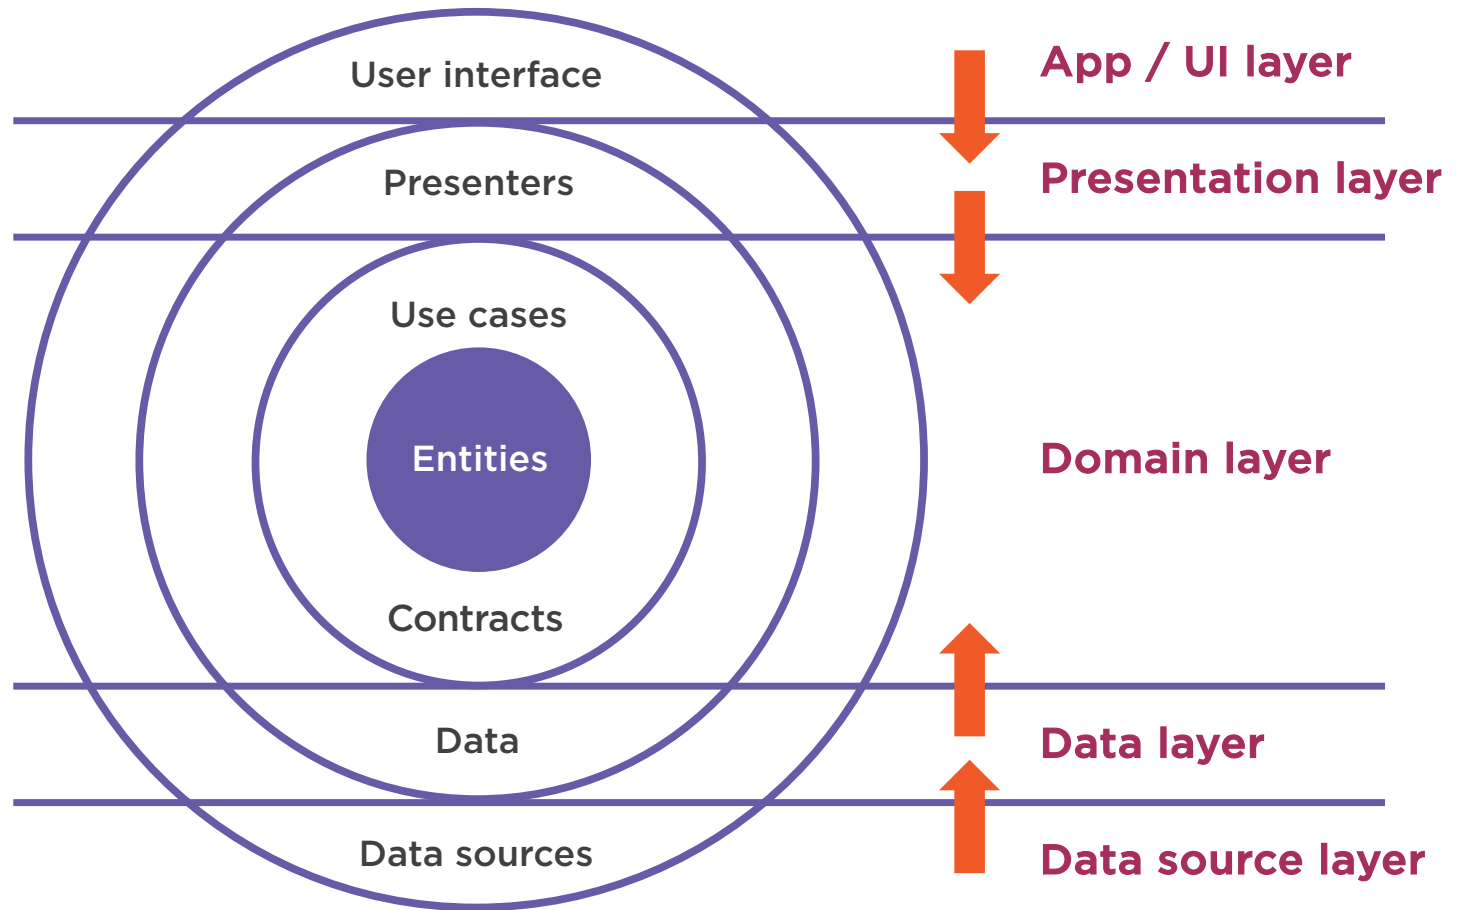 User interface
App / UI layer
Presenters
Presentation layer
Use cases
Entities
Domain layer
Contracts
Data
Data layer
Data sources
Data source layer